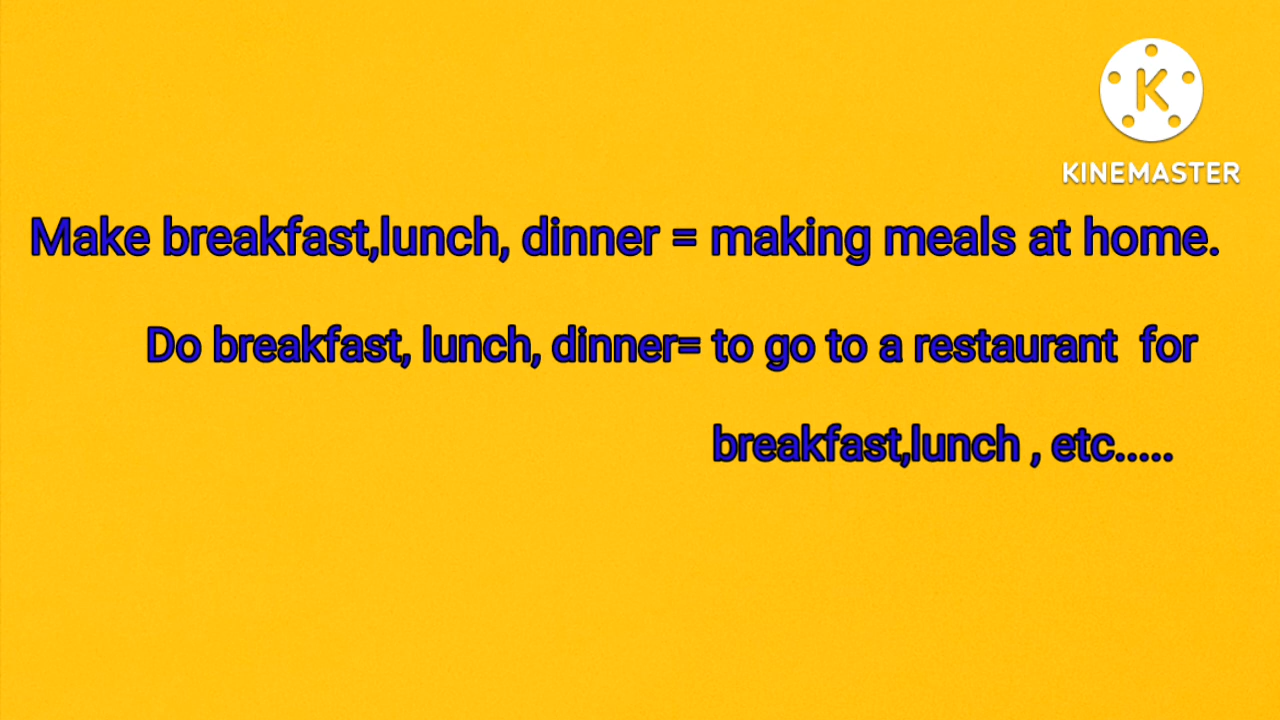 KINEMASTER
Make breakfast,lunch, dinner = making meals at home.
Do breakfast, lunch, dinner= to go to a restaurant  for
breakfast,lunch , etc.....